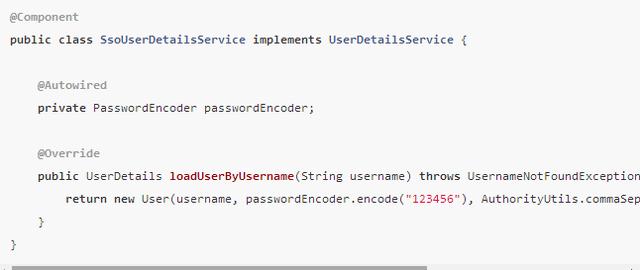 @Component
public class SsoUserDetailsService implements UserDetailsService {
@Autowired
private PasswordEncoder passwordEncoder;
@Override
public UserDetails loadUserByUsername(String username) throws UsernameNotFoundException
return new User(username, passwordEncoder.encode("123456"), AuthorityUtils.commaSep
}
}